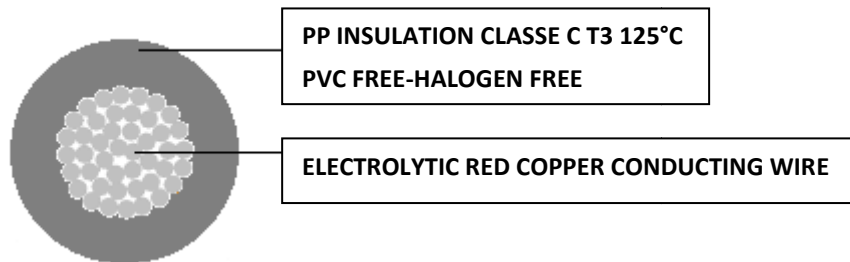 PP INSULATION CLASSE C T3 125°C
PVC FREE-HALOGEN FREE
ELECTROLYTIC RED COPPER CONDUCTING WIRE